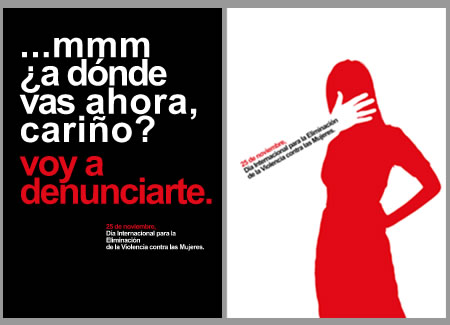 ...mmm
¿a dónde
vas ahora,
cariño?
voy a
denunciarte.
25 de noviembre,
Día Internacional para la
Eliminación
de la Violencia contra las Mujeres.
25 de noviembre,
Día Internacional para la Eliminación
de la Violencia contra las Mujeres.